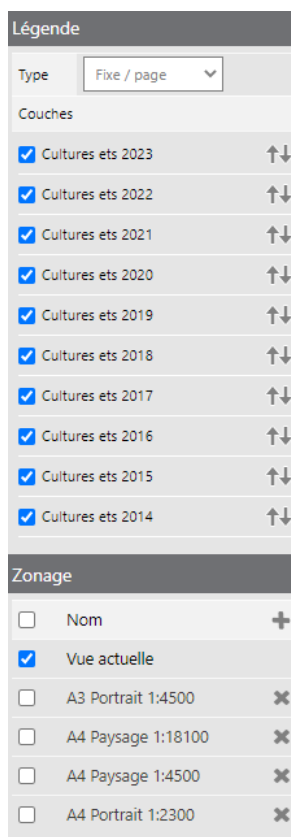 Légende
Type Fixe / page
Couches
Cultures ets 2023
Cultures ets 2022
Cultures ets 2021
Cultures ets 2020
Cultures ets 2019
Cultures ets 2018
Cultures ets 2017
Cultures ets 2016
Cultures ets 2015
Cultures ets 2014
Zonage
Nom
Vue actuelle
A3 Portrait 1:4500
A4 Paysage 1:18100
A4 Paysage 1:4500
A4 Portrait 1:2300